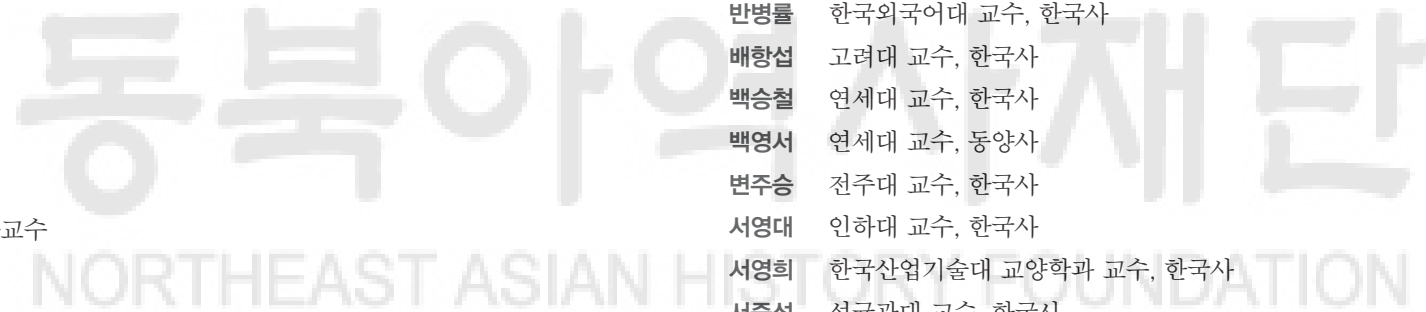 반병률 한국외국어대 교수, 한국사
배항섭 고려대 교수, 한국사
백승철 연세대 교수, 한국사
백영서 연세대 교수, 동양사
변주승 전주대 교수, 한국사
서영대 인하대 교수, 한국사
교수
서영희 한국산업기술대 교양학과 교수, 한국사
동북아역사재단
NORTHEAST ASIAN HISTORY FOUNDATION